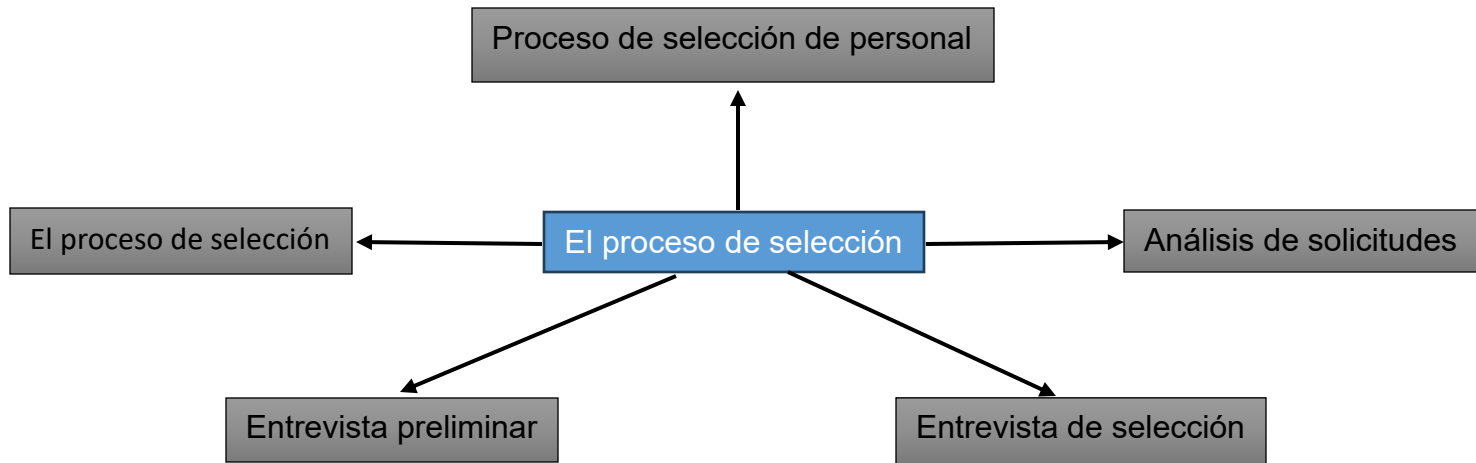 Proceso de selección de personal
El proceso de selección
El proceso de selección
Análisis de solicitudes
Entrevista preliminar
Entrevista de selección